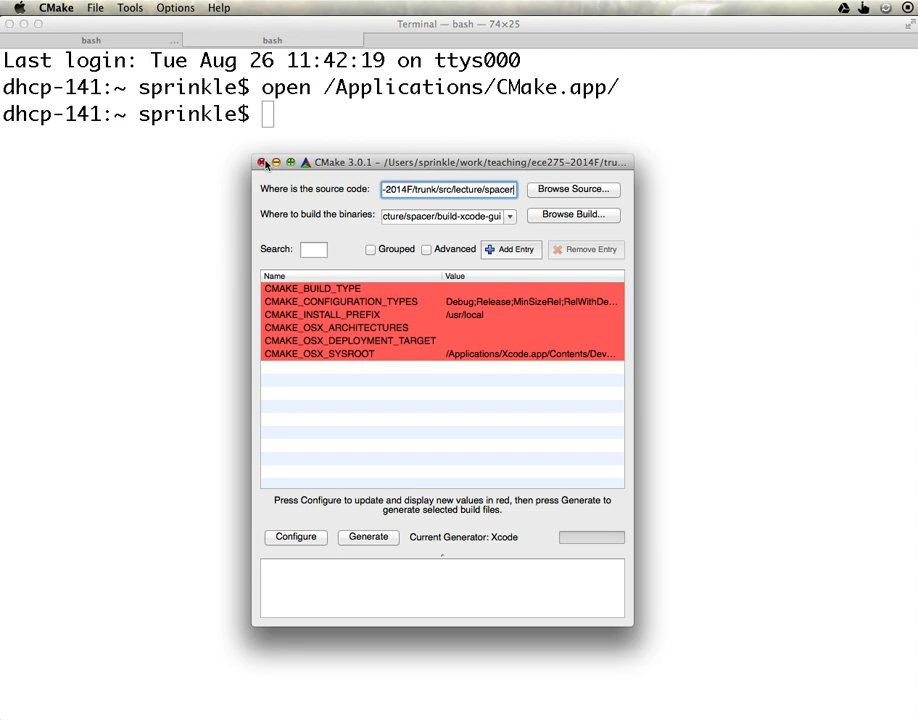 CMake File Tools Options Help
Terminal — bash — 74×25
bash ... bash
Last login: Tue Aug 26 11:42:19 on ttys000
dhcp-141:~ sprinkle$ open /Applications/CMake.app/
dhcp-141:~ sprinkle$
CMake 3.0.1 - /Users/sprinkle/work/teaching/ece275-2014F/tru...
Where is the source code: -2014F/trunk/src/lecture/spacer Browse Source...
Where to build the binaries: cture/spacer/build-xcode-gui Browse Build...
Search: Grouped Advanced Add Entry Remove Entry
Name Value
CMAKE_BUILD_TYPE
CMAKE_CONFIGURATION_TYPES Debug;Release;MinSizeRel;RelWithDe...
CMAKE_INSTALL_PREFIX /usr/local
CMAKE_OSX_ARCHITECTURES
CMAKE_OSX_DEPLOYMENT_TARGET
CMAKE_OSX_SYSROOT /Applications/Xcode.app/Contents/Dev...
Press Configure to update and display new values in red, then press Generate to
generate selected build files.
Configure Generate Current Generator: Xcode